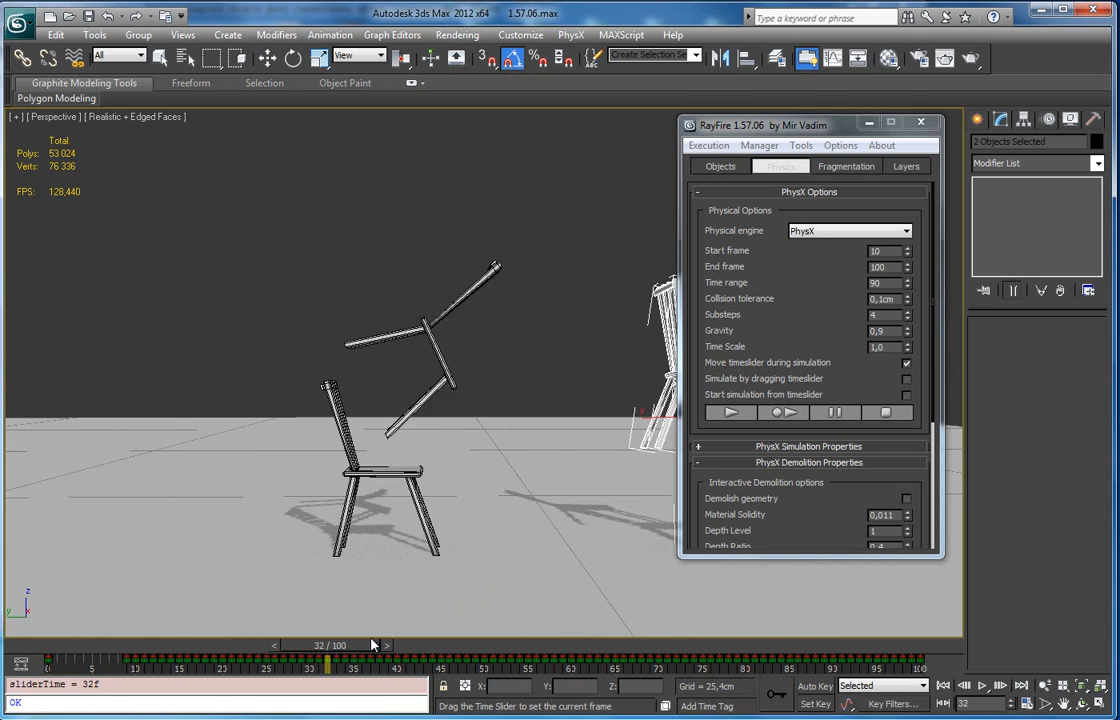 Autodesk 3ds Max 2012 x64 1.57.06.max
Type a keyword or phrase
Edit Tools Group Views Create Modifiers Animation Graph Editors Rendering Customize PhysX MAXScript Help
All View 3 Create Selection Se
Graphite Modeling Tools Freeform Selection Object Paint
Polygon Modeling
[ + ] [ Perspective ] [ Realistic + Edged Faces ]
Total
Polys: 53 024
Verts: 76 336
FPS: 128,440
RayFire 1.57.06 by Mir Vadim
Execution Manager Tools Options About
Objects Physics Fragmentation Layers
- PhysX Options
Physical Options
Physical engine PhysX
Start frame 10
End frame 100
Time range 90
Collision tolerance 0,1cm
Substeps 4
Gravity 0,9
Time Scale 1,0
Move timeslider during simulation
Simulate by dragging timeslider
Start simulation from timeslider
+ PhysX Simulation Properties
- PhysX Demolition Properties
Interactive Demolition options
Demolish geometry
Material Solidity 0,011
Depth Level 1
Depth Ratio 0,4
2 Objects Selected
Modifier List
z
y x
y
< 32 / 100 >
0 5 10 15 20 25 30 35 40 45 50 55 60 65 70 75 80 85 90 95 100
sliderTime = 32f
OK
X: Y: Z: Grid = 25,4cm
Drag the Time Slider to set the current frame Add Time Tag
Auto Key Selected
Set Key Key Filters... 32